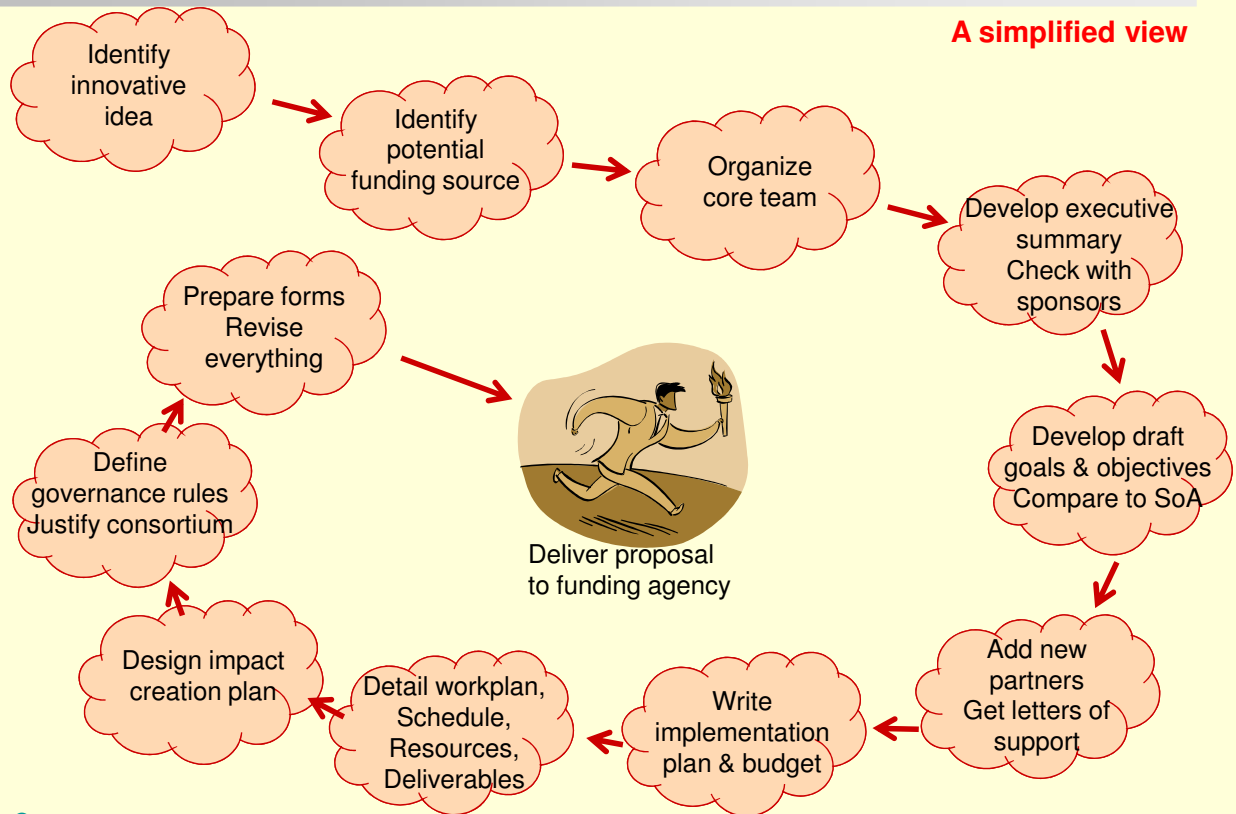 A simplified view
Identify
innovative
idea
Identify
potential
funding source
Organize
core team
Develop executive
summary
Check with
sponsors
Develop draft
goals & objectives
Compare to SoA
Add new
partners
Get letters of
support
Write
implementation
plan & budget
Detail workplan,
Schedule,
Resources,
Deliverables
Design impact
creation plan
Define
governance rules
Justify consortium
Prepare forms
Revise
everything
Deliver proposal
to funding agency